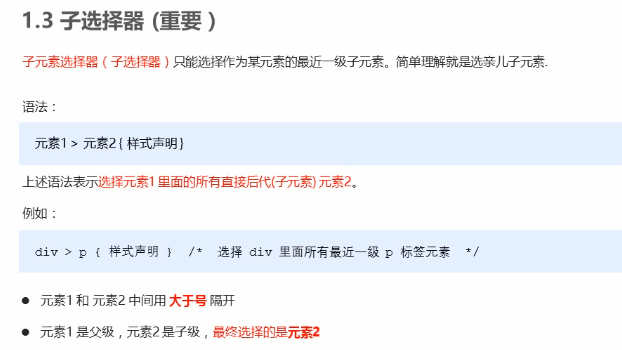 1.3 子选择器 (重要）
子元素选择器（子选择器）只能选择作为某元素的最近一级子元素。简单理解就是选亲儿子元素.
语法：
元素1 > 元素2 { 样式声明 }
上述语法表示选择元素1 里面的所有直接后代(子元素) 元素2。
例如：
div > p { 样式声明 } /* 选择 div 里面所有最近一级 p 标签元素 */
● 元素1 和 元素2 中间用 大于号 隔开
● 元素1 是父级，元素2 是子级，最终选择的是元素2